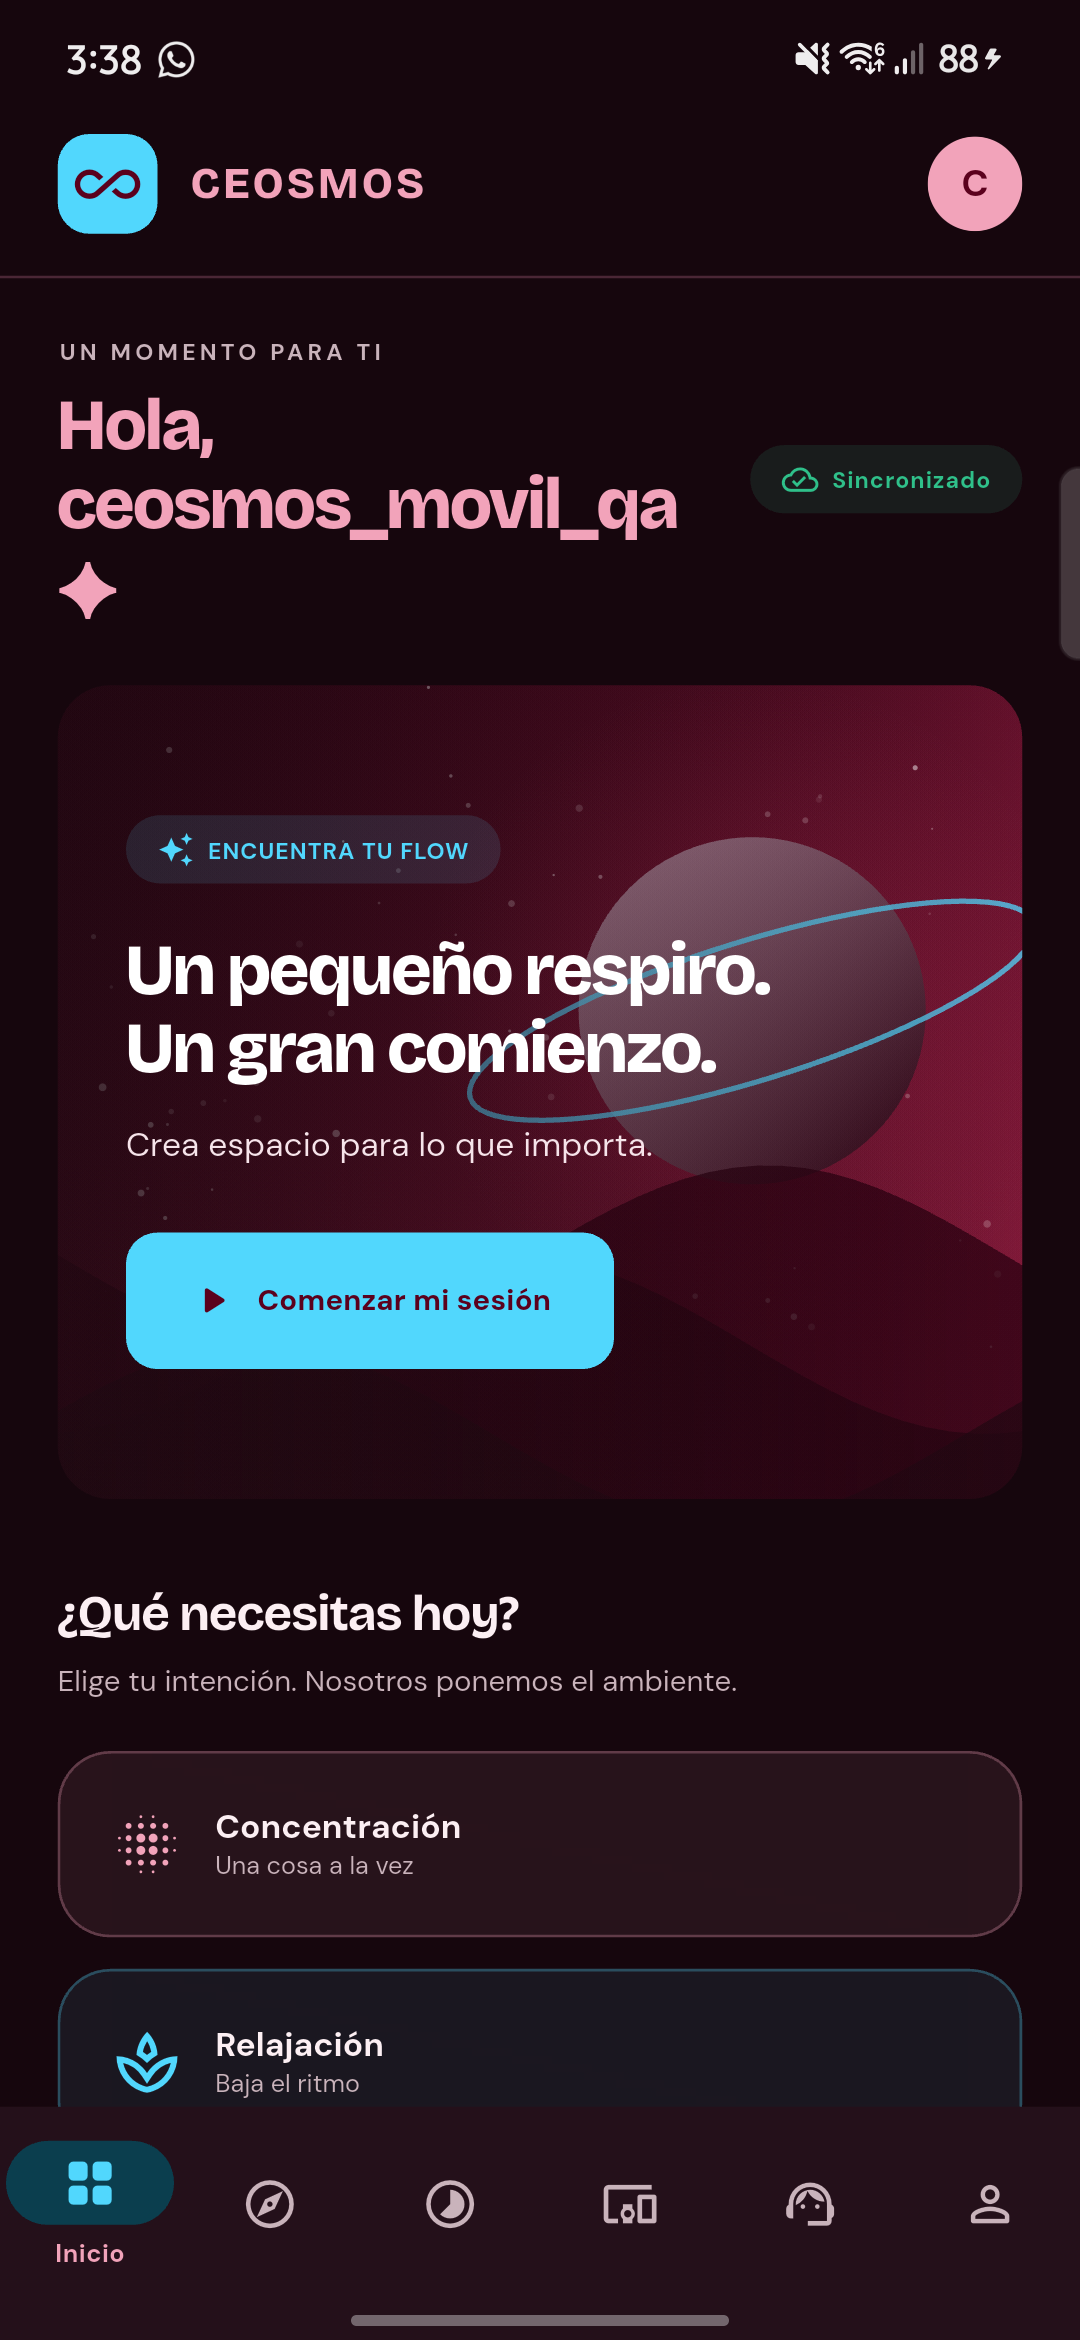 3:38
6
88
CEOSMOS
C
UN MOMENTO PARA TI
Hola,
ceosmos_movil_qa
Sincronizado
ENCUENTRA TU FLOW
Un pequeño respiro.
Un gran comienzo.
Crea espacio para lo que importa.
Comenzar mi sesión
¿Qué necesitas hoy?
Elige tu intención. Nosotros ponemos el ambiente.
Concentración
Una cosa a la vez
Relajación
Baja el ritmo
Inicio